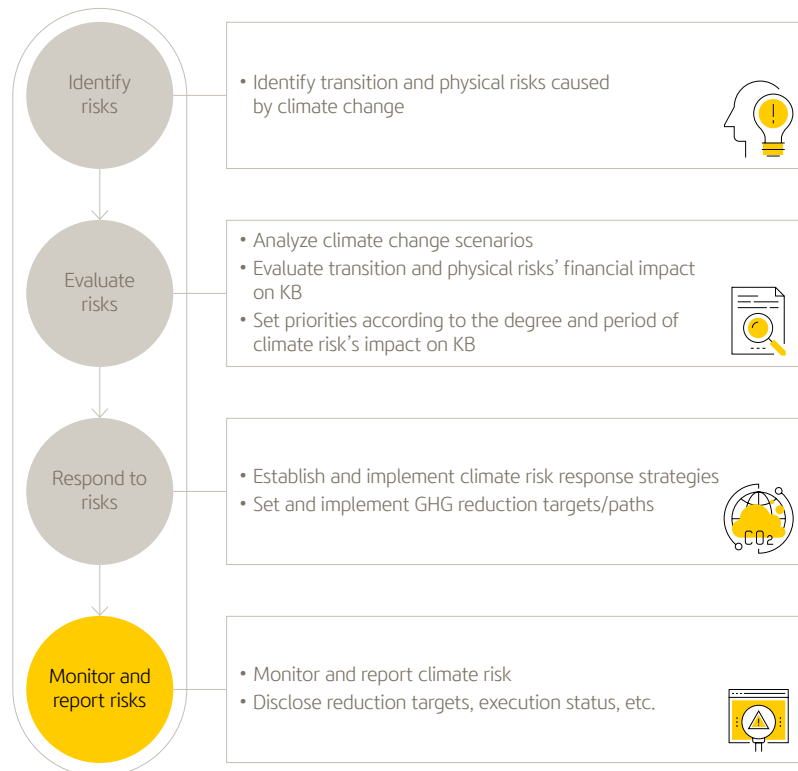 Identify
risks
• Identify transition and physical risks caused
by climate change
Evaluate
risks
• Analyze climate change scenarios
• Evaluate transition and physical risks’ financial impact
on KB
• Set priorities according to the degree and period of
climate risk’s impact on KB
Respond to
risks
• Establish and implement climate risk response strategies
• Set and implement GHG reduction targets/paths
CO₂
Monitor and
report risks
• Monitor and report climate risk
• Disclose reduction targets, execution status, etc.